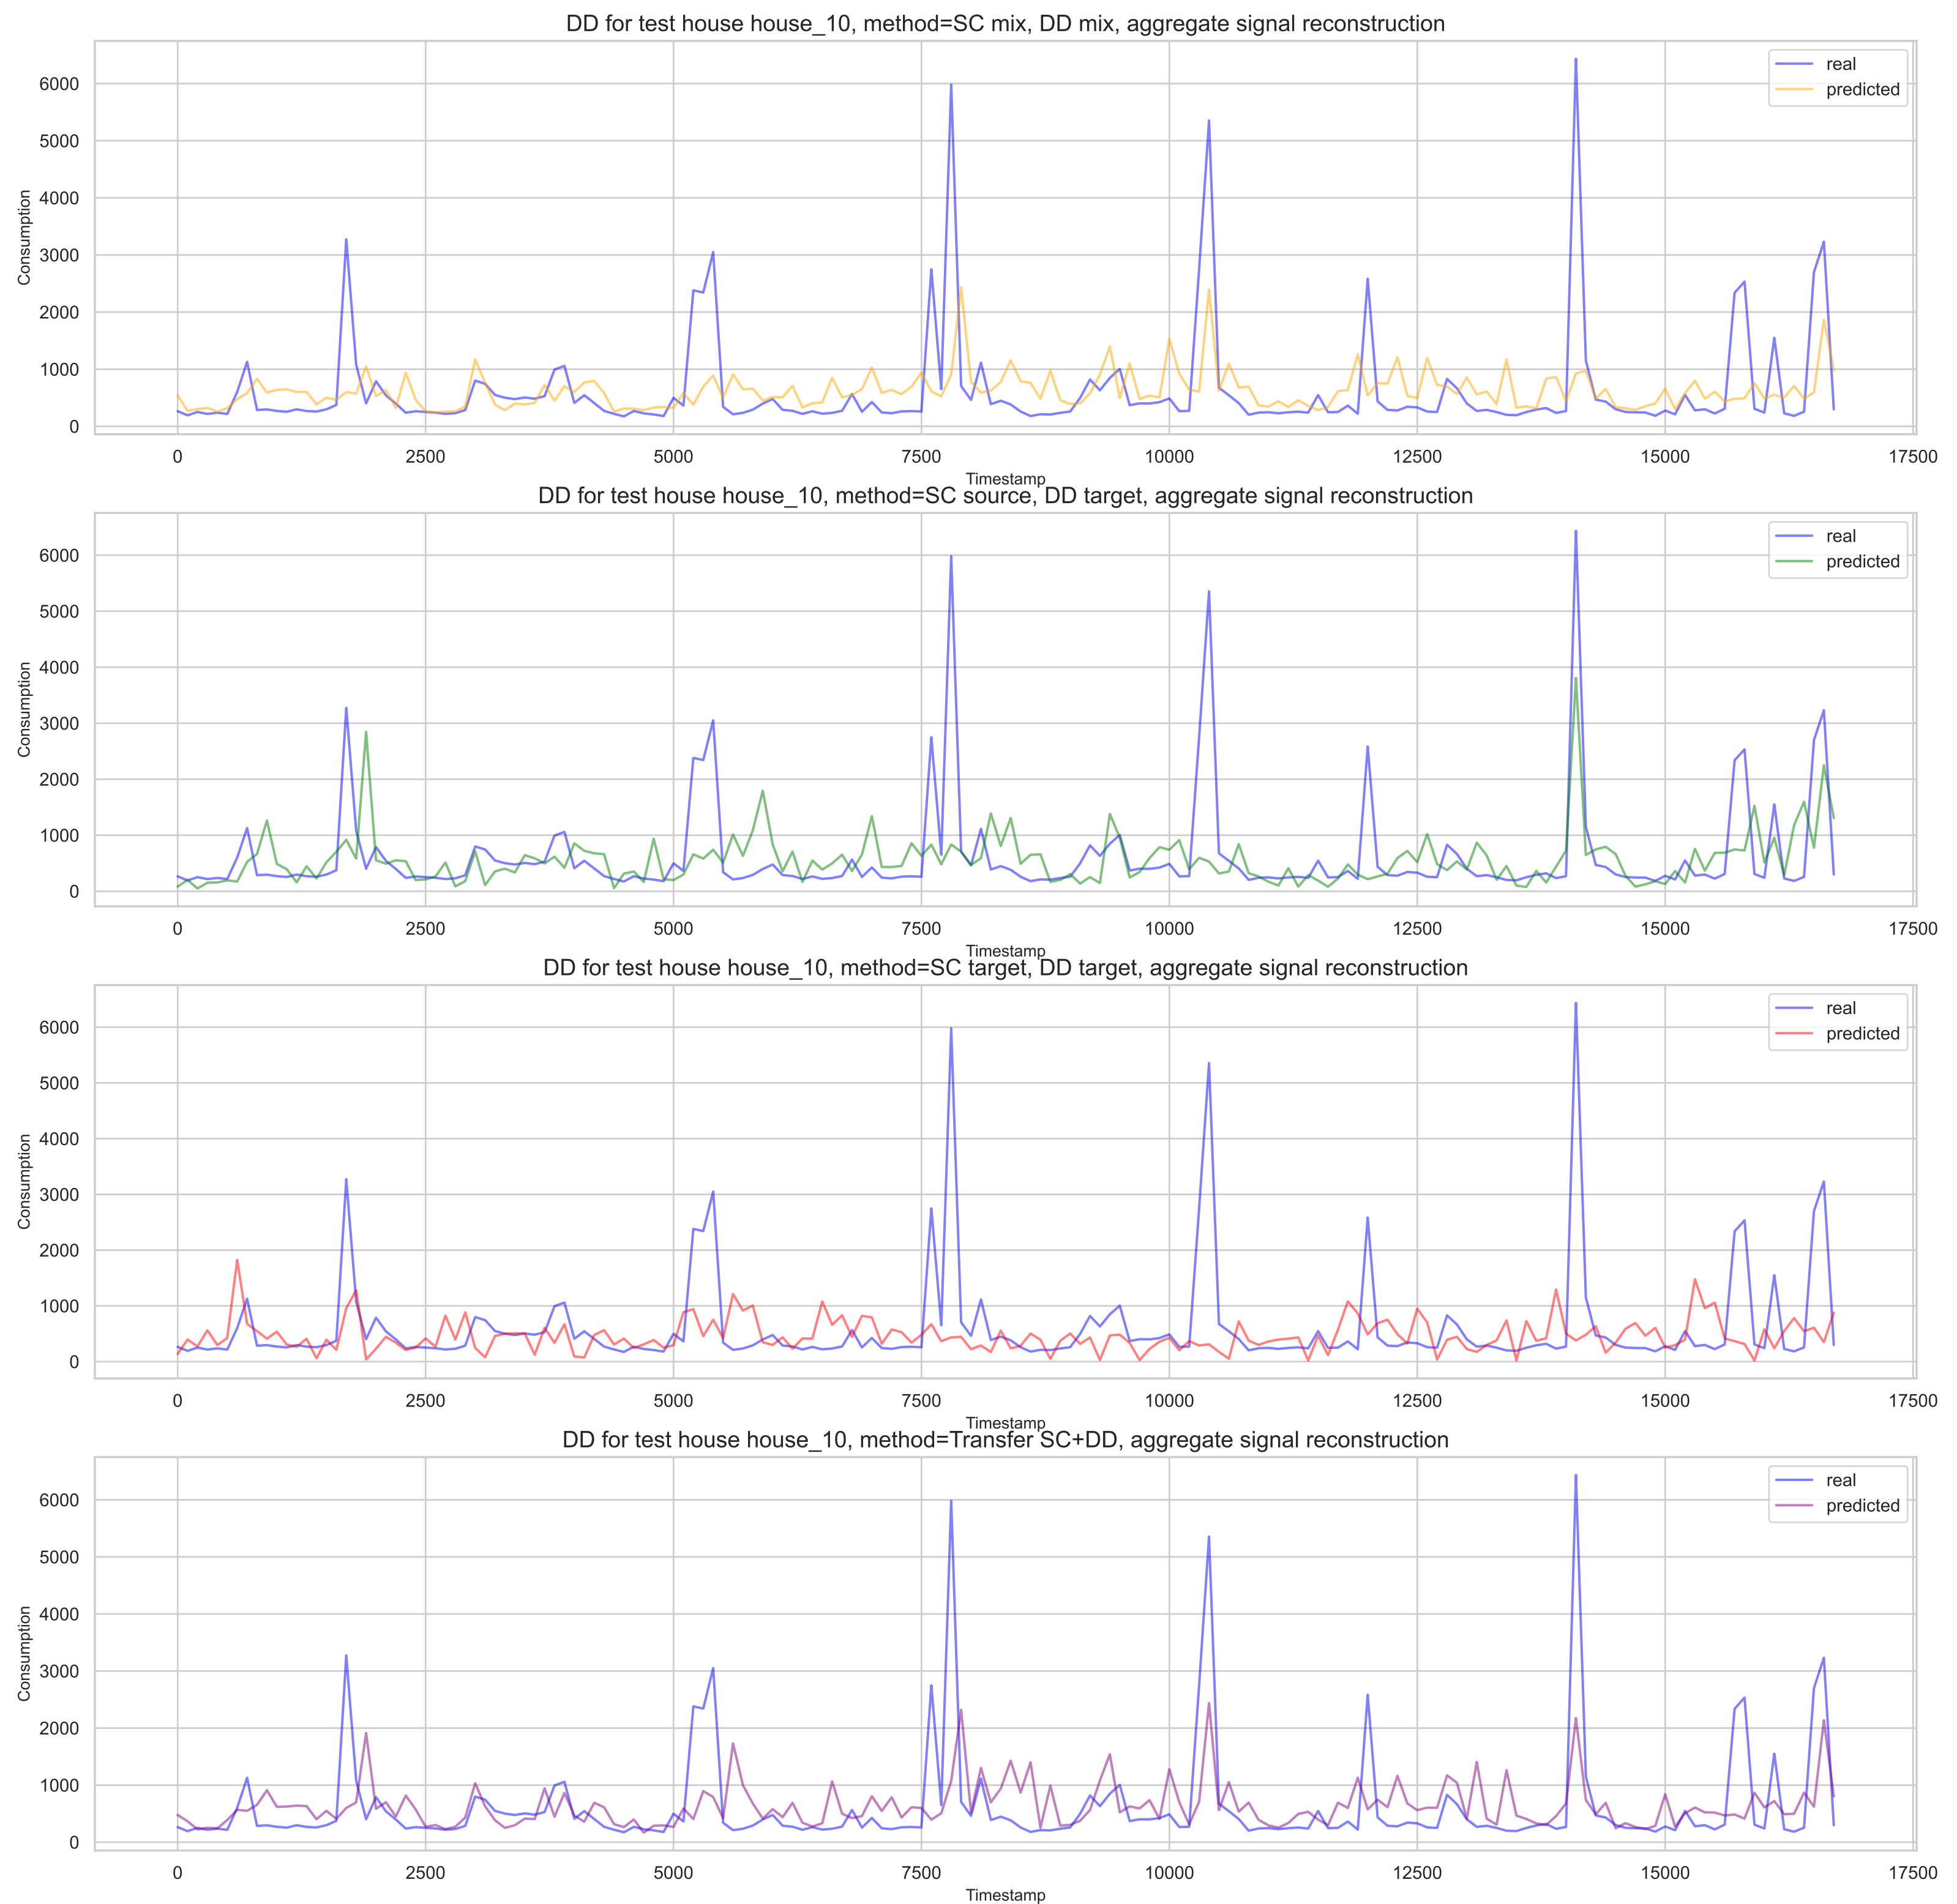 DD for test house house_10, method=SC mix, DD mix, aggregate signal reconstruction
real
predicted
Consumption
6000
5000
4000
3000
2000
1000
0
0 2500 5000 7500 10000 12500 15000 17500
Timestamp
DD for test house house_10, method=SC source, DD target, aggregate signal reconstruction
real
predicted
Consumption
6000
5000
4000
3000
2000
1000
0
0 2500 5000 7500 10000 12500 15000 17500
Timestamp
DD for test house house_10, method=SC target, DD target, aggregate signal reconstruction
real
predicted
Consumption
6000
5000
4000
3000
2000
1000
0
0 2500 5000 7500 10000 12500 15000 17500
Timestamp
DD for test house house_10, method=Transfer SC+DD, aggregate signal reconstruction
real
predicted
Consumption
6000
5000
4000
3000
2000
1000
0
0 2500 5000 7500 10000 12500 15000 17500
Timestamp